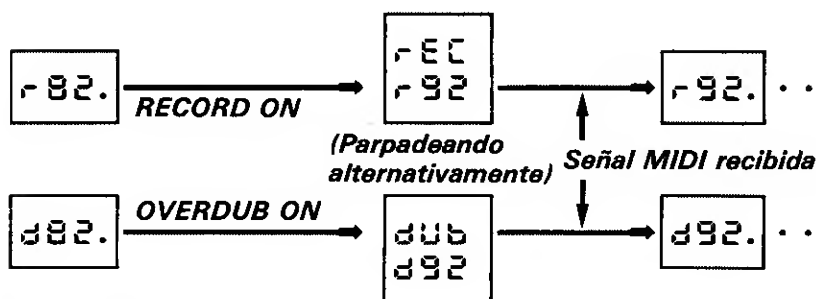 r82.
RECORD ON
rEC
r92
(Parpadeando
alternativamente)
Señal MIDI recibida
r92. . .
d82.
OVERDUB ON
dUb
d92
d92. . .